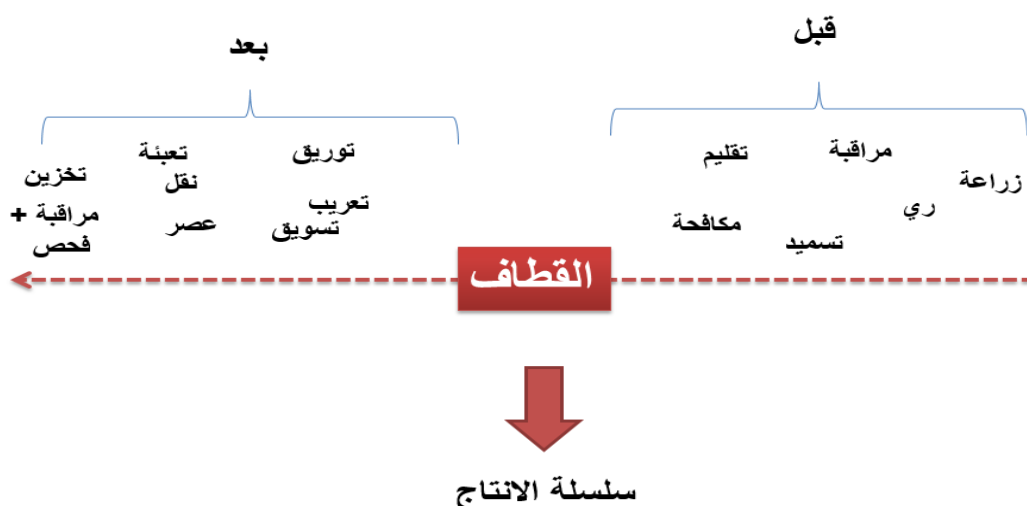 قبل
بعد
مراقبة
تقليم
زراعة
ري
مكافحة
تسميد
توريق
تعبئة
نقل
تخزين
تعريب
تسويق
عصر
مراقبة +
فحص
القطاف
سلسلة الانتاج